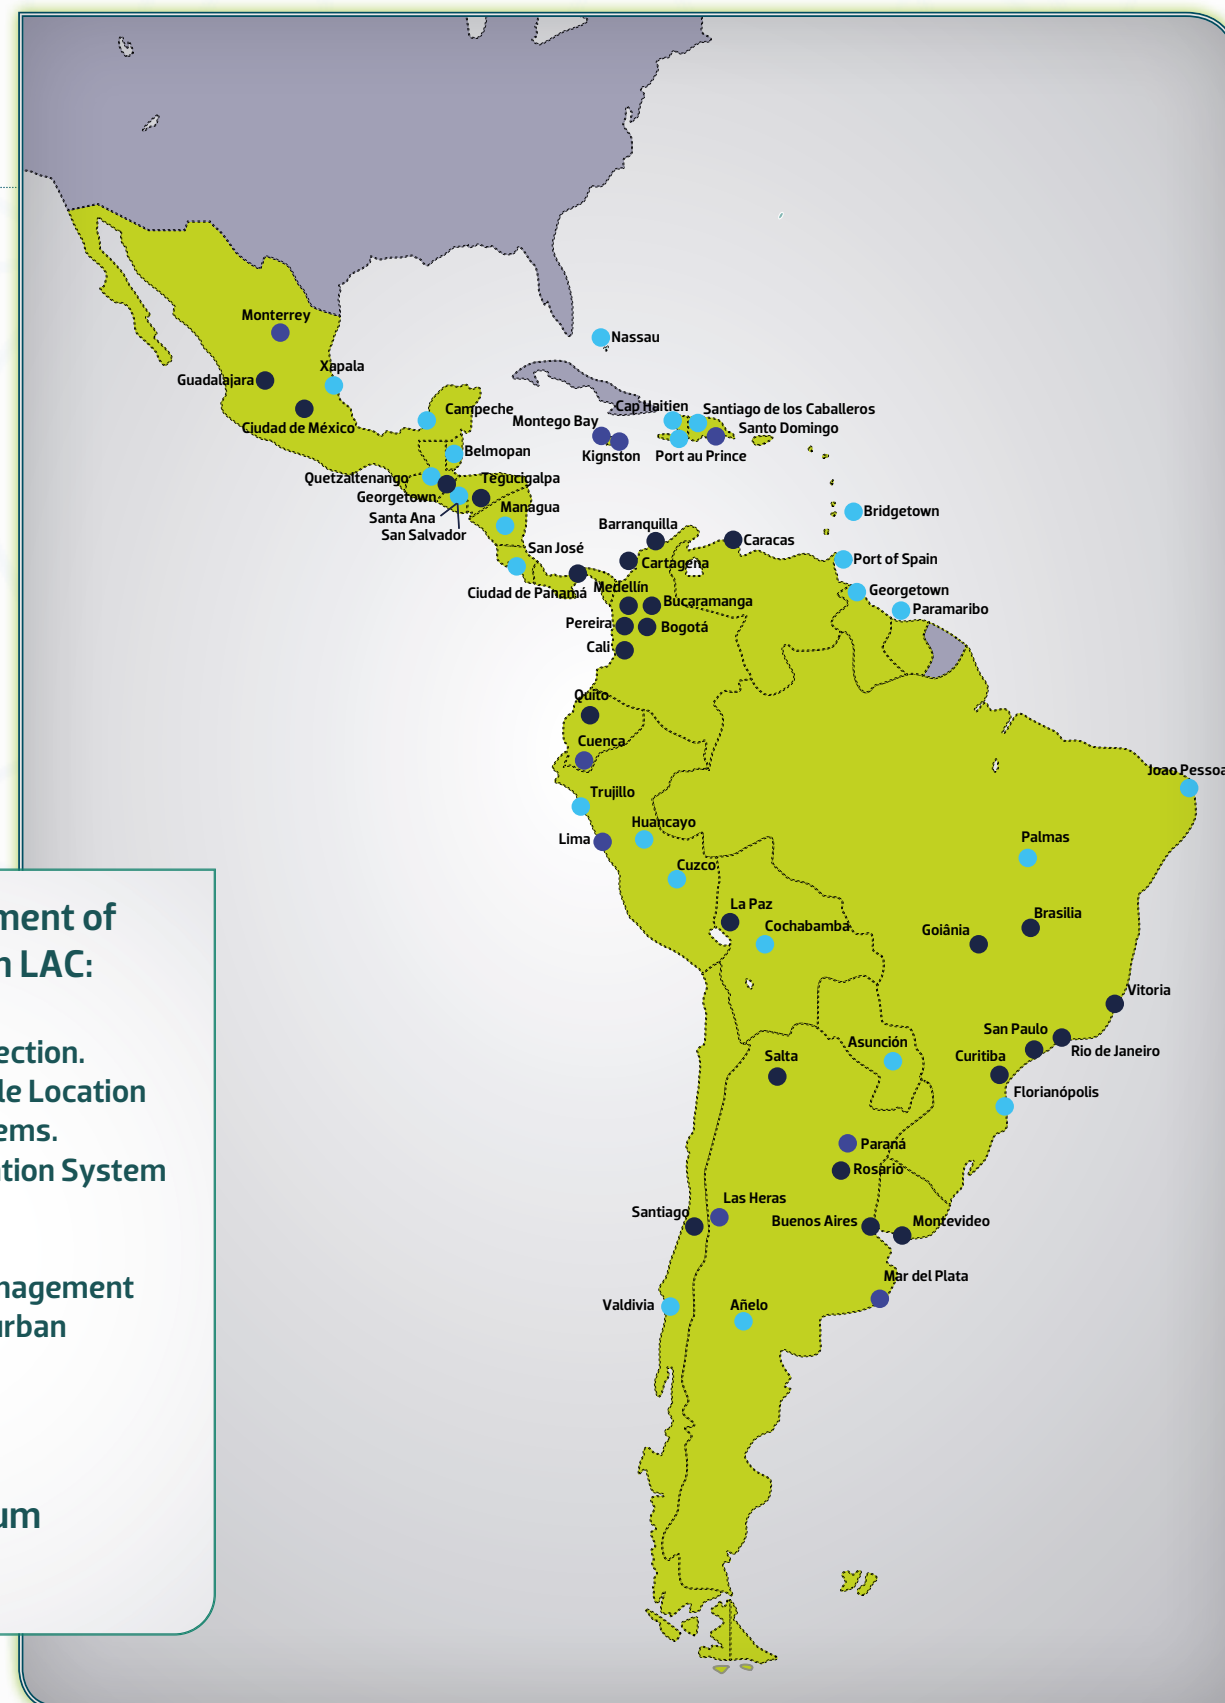 Monterrey
Nassau
Xapala
Guadalajara
Cap Haitien
Santiago de los Caballeros
Campeche
Montego Bay
Santo Domingo
Ciudad de México
Belmopan
Kignston
Port au Prince
Quetzaltenango
Tegucigalpa
Georgetown
Managua
Bridgetown
Santa Ana
Barranquilla
San Salvador
Caracas
San José
Port of Spain
Cartagena
Ciudad de Panamá
Medellín
Georgetown
Bucaramanga
Paramaribo
Pereira
Bogotá
Cali
Quito
Cuenca
Joao Pessoa
Trujillo
Huancayo
Lima
Palmas
Cuzco
La Paz
Brasilia
Cochabamba
Goiânia
Vitoria
San Paulo
Asunción
Rio de Janeiro
Salta
Curitiba
Florianópolis
Paraná
Rosario
Las Heras
Santiago
Buenos Aires
Montevideo
Mar del Plata
Valdivia
Añelo
ment of
n LAC:
ection.
le Location
ems.
ation System
nagement
urban
um